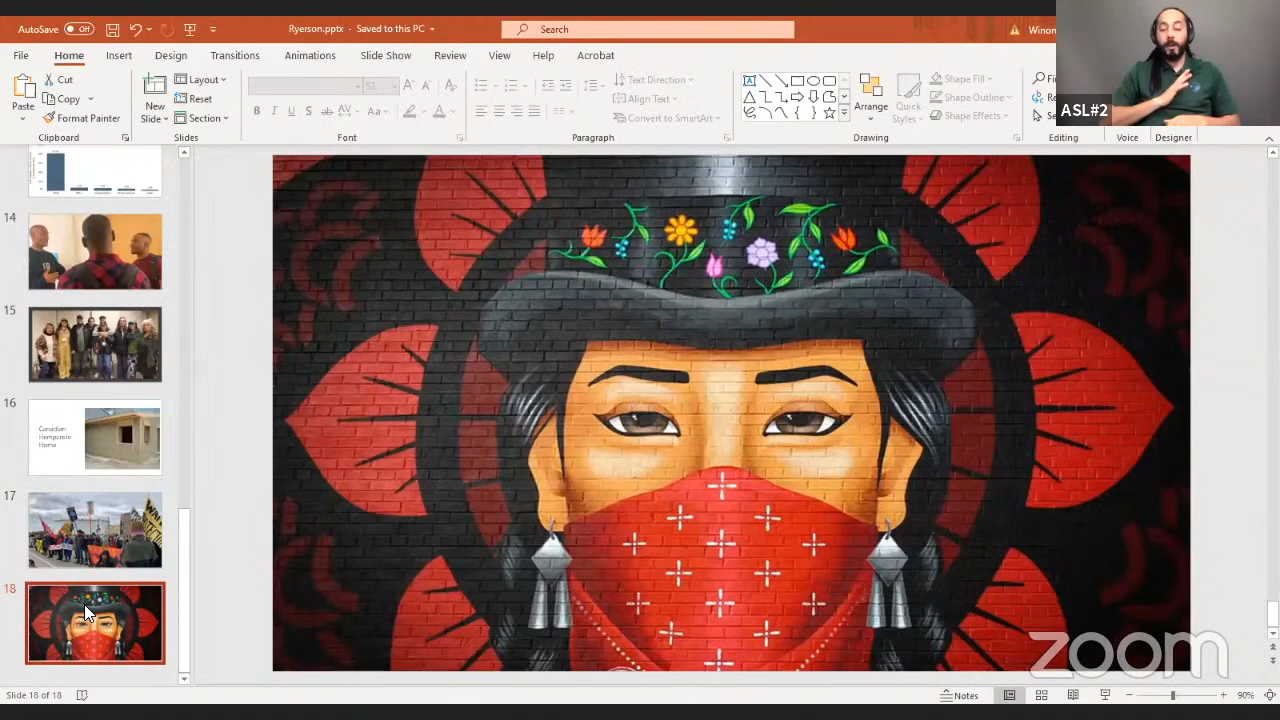 AutoSave Off
Ryerson.pptx - Saved to this PC
Search
Winon
File Home Insert Design Transitions Animations Slide Show Review View Help Acrobat
Paste
Cut
Copy
Format Painter
Clipboard
New Slide
Layout
Reset
Section
Slides
Font
Text Direction
Align Text
Convert to SmartArt
Paragraph
Arrange
Quick Styles
Shape Fill
Shape Outline
Shape Effects
Drawing
Editing
Voice
Designer
ASL#2
14
15
16
Canadian
Hempcrete
Home
17
18
zoom
Slide 18 of 18
Notes
90%